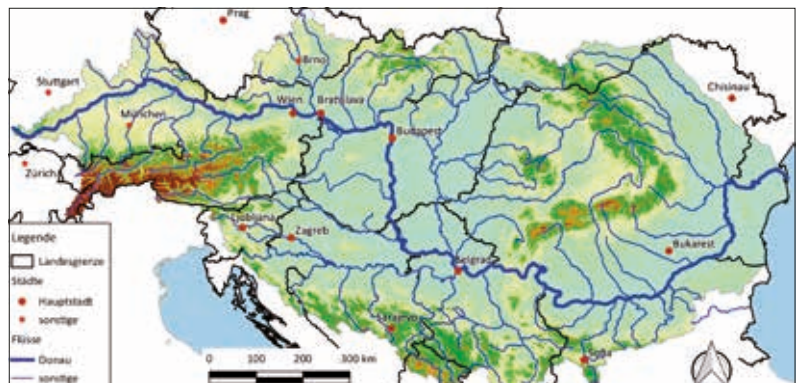 Prag
Brno
Stuttgart
Chisinau
Wien
Bratislava
München
Budapest
Zürich
Ljubljana
Zagreb
Bukarest
Belgrad
Sarajevo
Legende
Landesgrenze
Städte
Hauptstadt
sonstige
Flüsse
Donau
sonstige
0 100 200 300 km